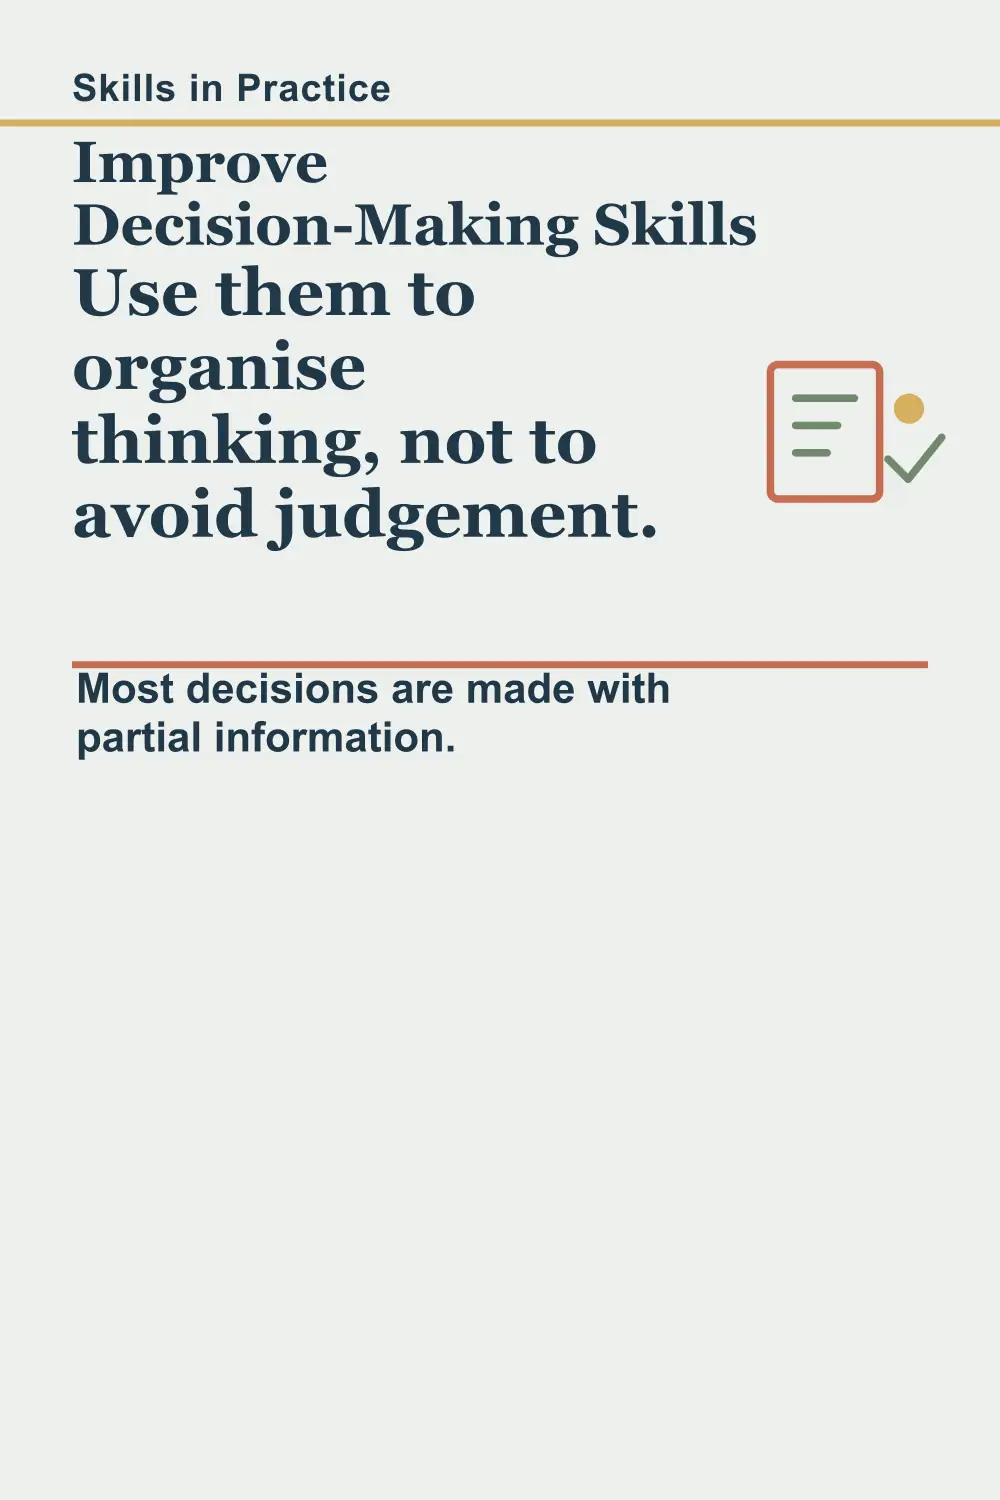 Skills in Practice
Improve
Decision-Making Skills
Use them to
organise
thinking, not to
avoid judgement.
Most decisions are made with
partial information.